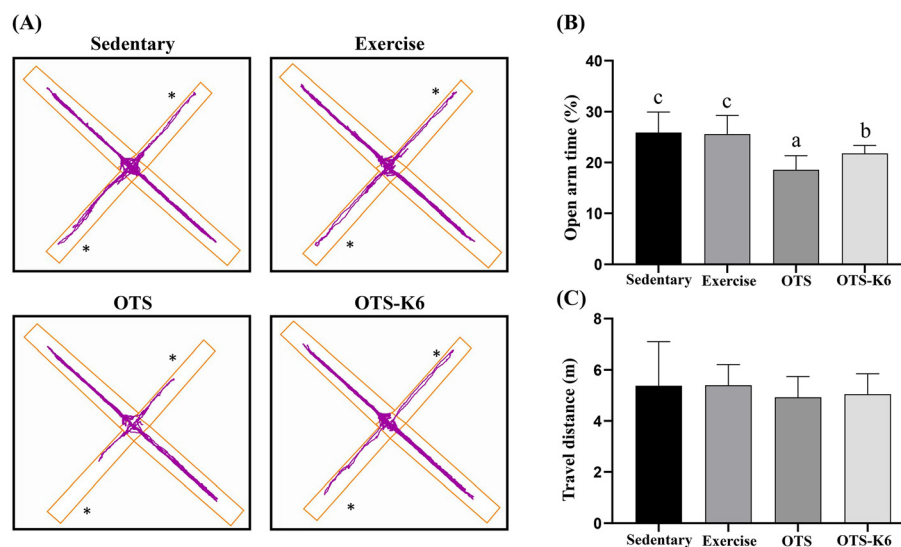 (A)
Sedentary
*
*
Exercise
*
*
OTS
*
*
OTS-K6
*
*
(B)
Open arm time (%)
40
30
20
10
0
c
c
a
b
Sedentary
Exercise
OTS
OTS-K6
(C)
Travel distance (m)
8
6
4
2
0
Sedentary
Exercise
OTS
OTS-K6